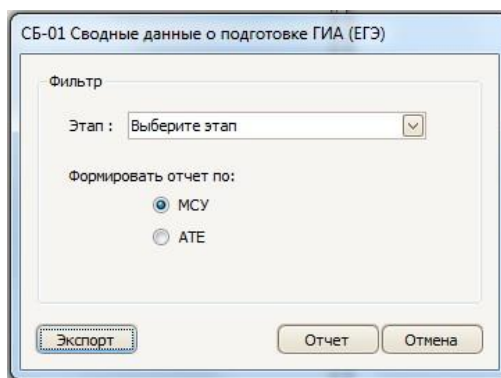 СБ-01 Сводные данные о подготовке ГИА (ЕГЭ)
Фильтр
Этап : Выберите этап
Формировать отчет по:
МСУ
АТЕ
Экспорт Отчет Отмена